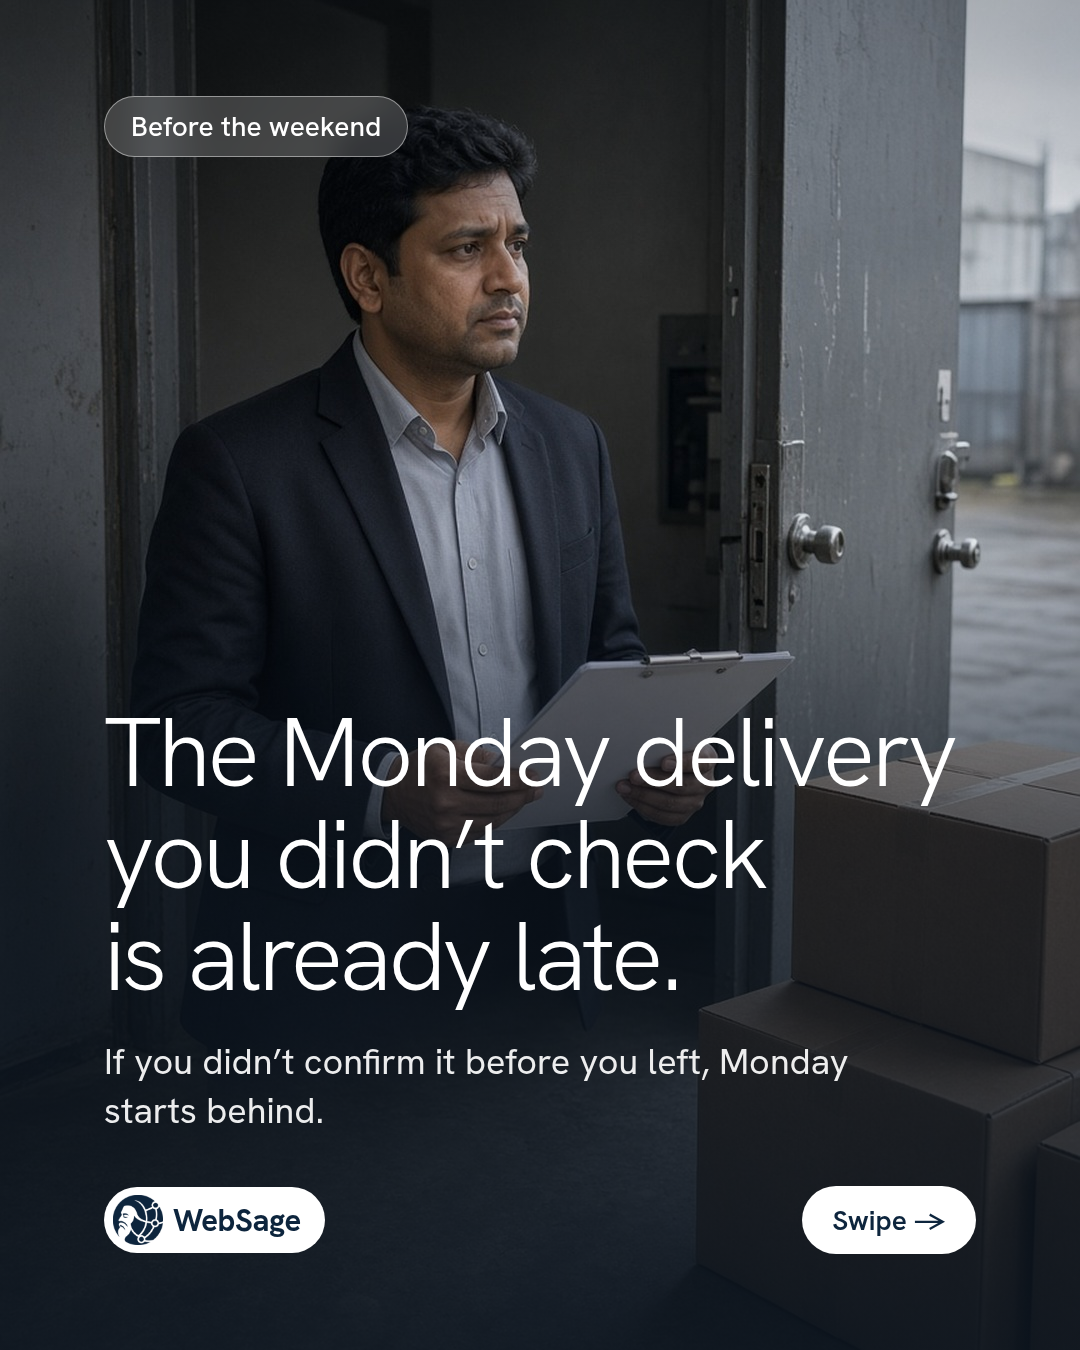 Before the weekend
The Monday delivery
you didn’t check
is already late.
If you didn’t confirm it before you left, Monday
starts behind.
WebSage
Swipe →